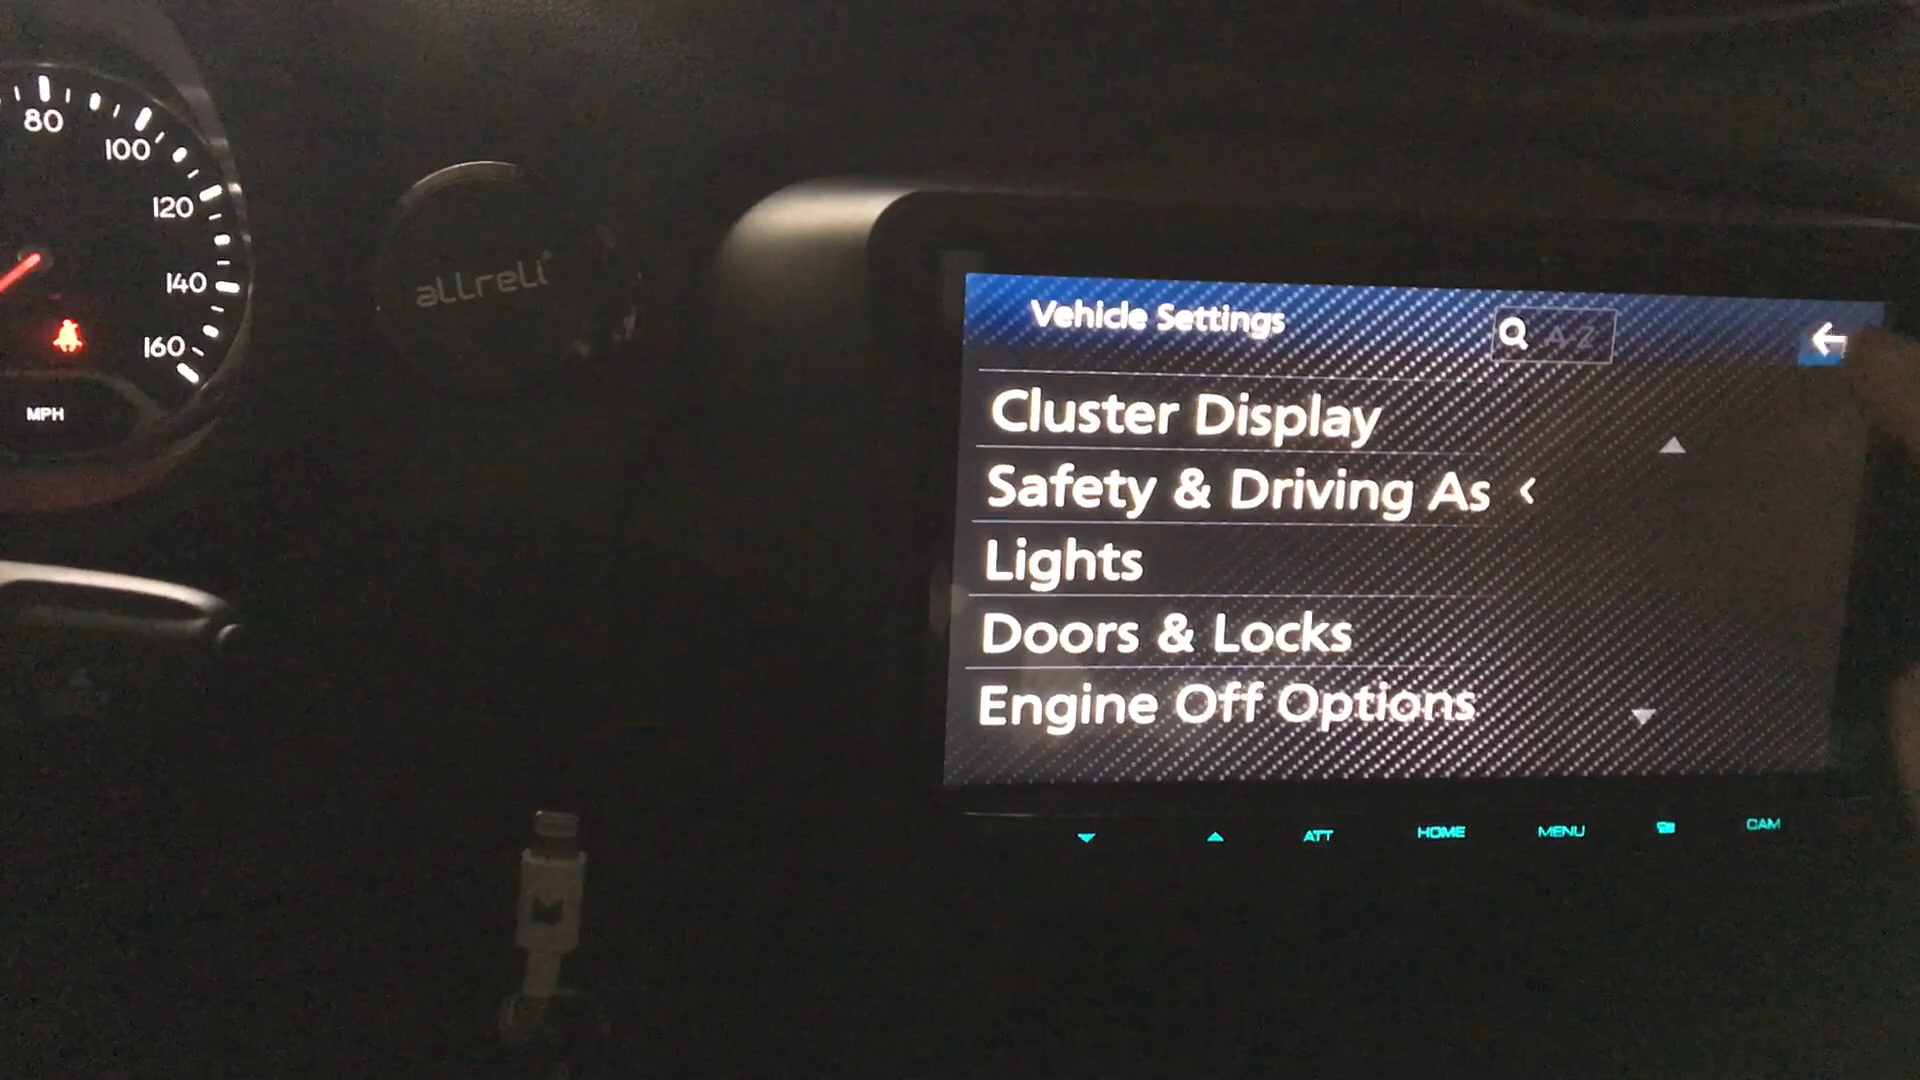 80
100
120
140
160
MPH
allreli
Vehicle Settings
A-Z
Cluster Display
Safety & Driving As <
Lights
Doors & Locks
Engine Off Options
ATT
HOME
MENU
CAM